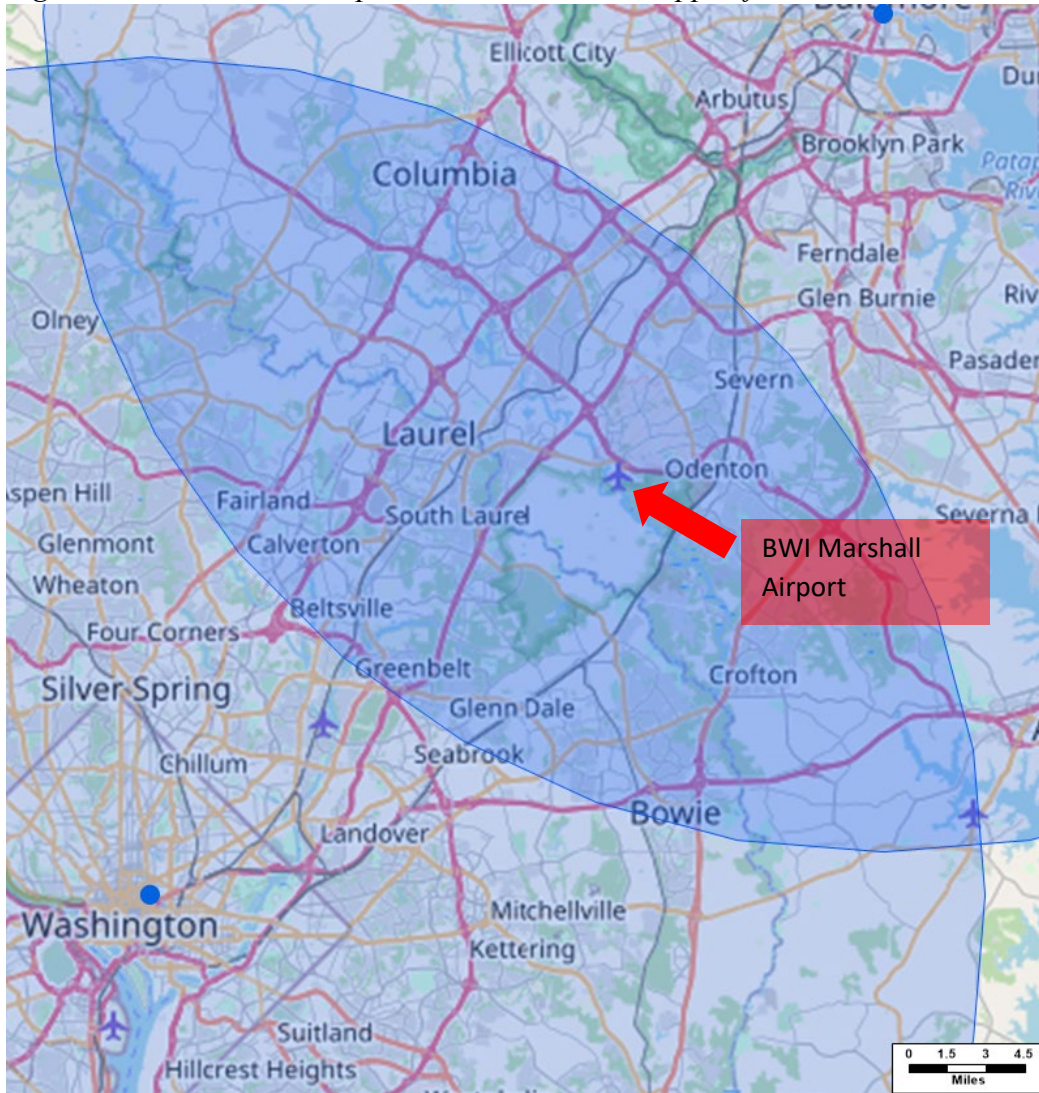 Ellicott City
Arbutus
Brooklyn Park
Columbia
Ferndale
Glen Burnie
Olney
Severn
Laurel
Odenton
Fairland
South Laurel
Glenmont
Calverton
BWI Marshall
Airport
Wheaton
Beltsville
Four Corners
Greenbelt
Crofton
Silver Spring
Glenn Dale
Seabrook
Chillum
Bowie
Landover
Washington
Mitchellville
Kettering
Suitland
Hillcrest Heights
0 1.5 3 4.5
Miles